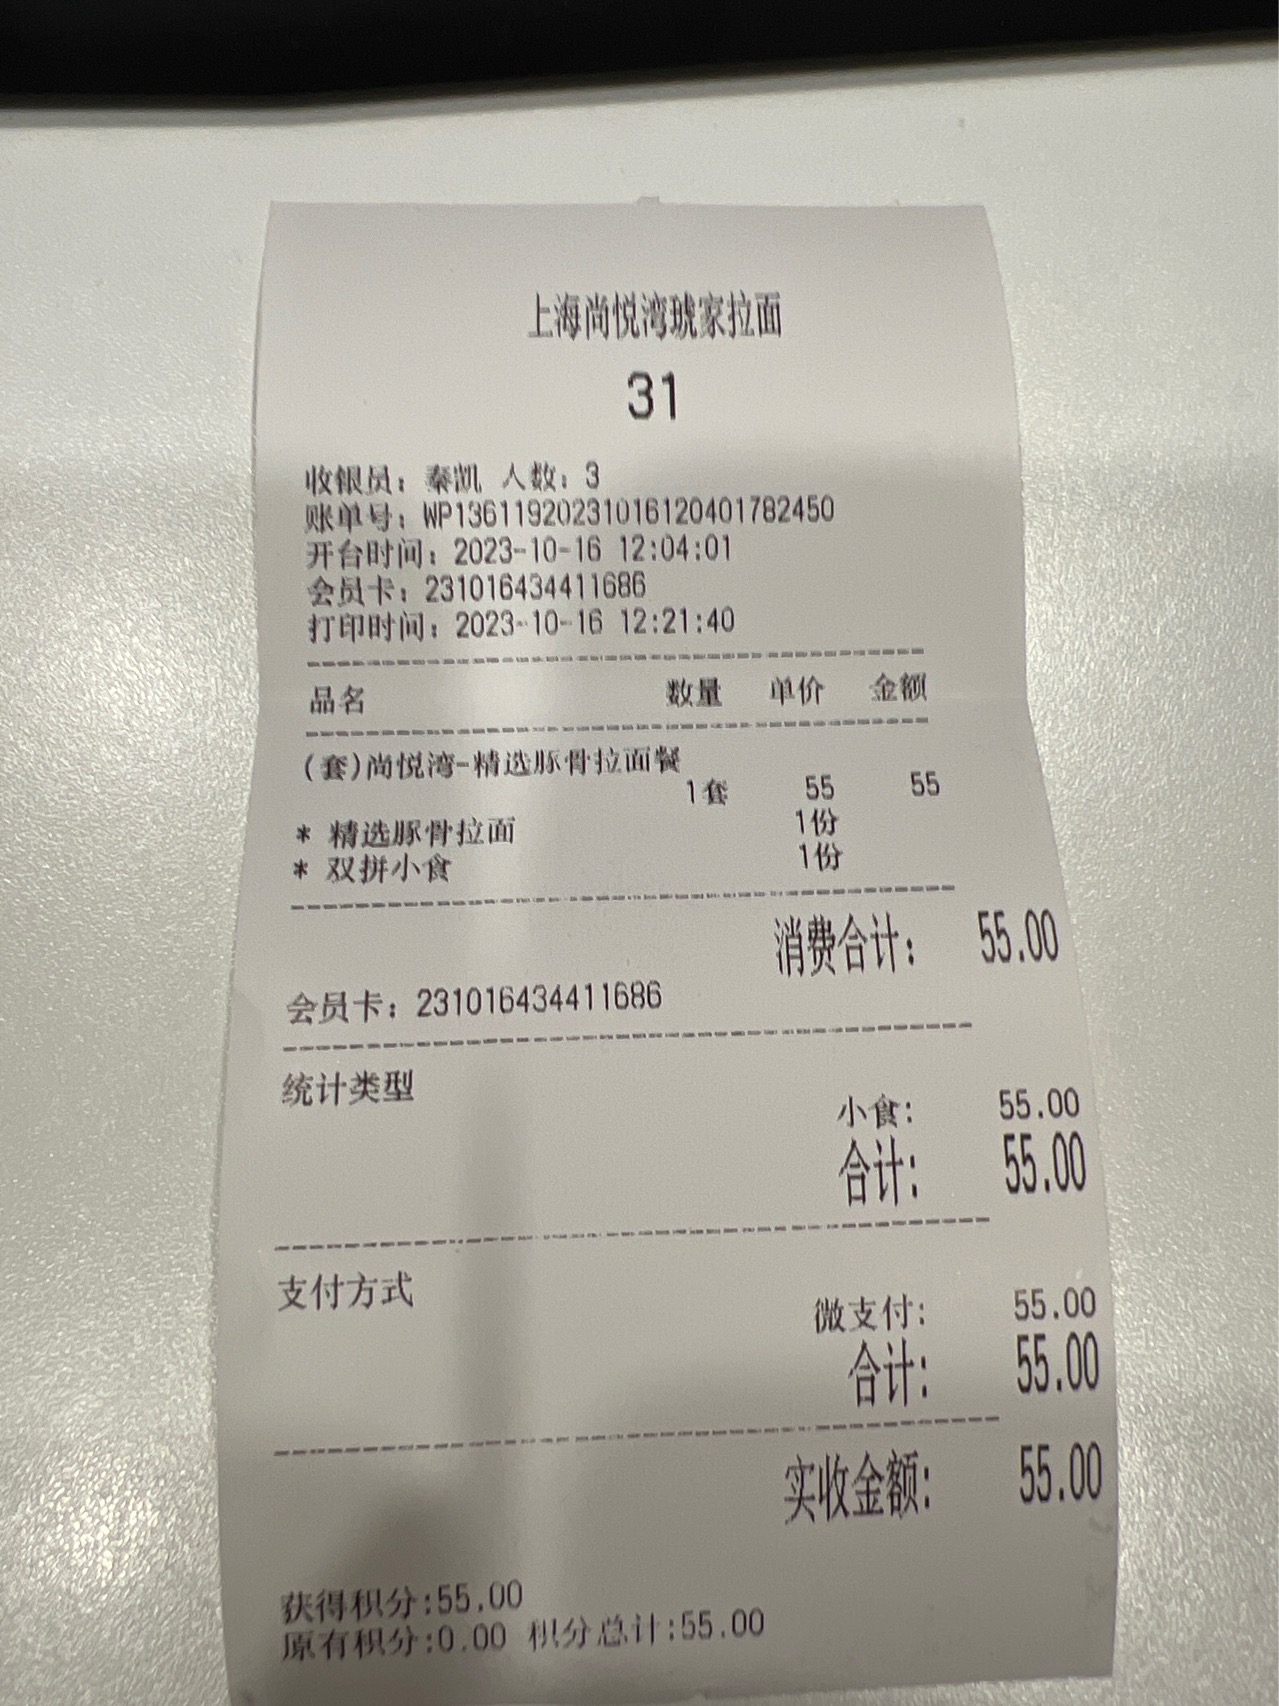 上海尚悦湾琥家拉面
31
收银员：秦凯 人数：3
账单号：WP13611920231016120401782450
开台时间：2023-10-16 12:04:01
会员卡：231016434411686
打印时间：2023-10-16 12:21:40
品名 数量 单价 金额
(套)尚悦湾-精选豚骨拉面餐
1套 55 55
* 精选豚骨拉面 1份
* 双拼小食 1份
消费合计： 55.00
会员卡：231016434411686
统计类型
小食: 55.00
合计: 55.00
支付方式
微支付: 55.00
合计: 55.00
实收金额: 55.00
获得积分:55.00
原有积分:0.00 积分总计:55.00